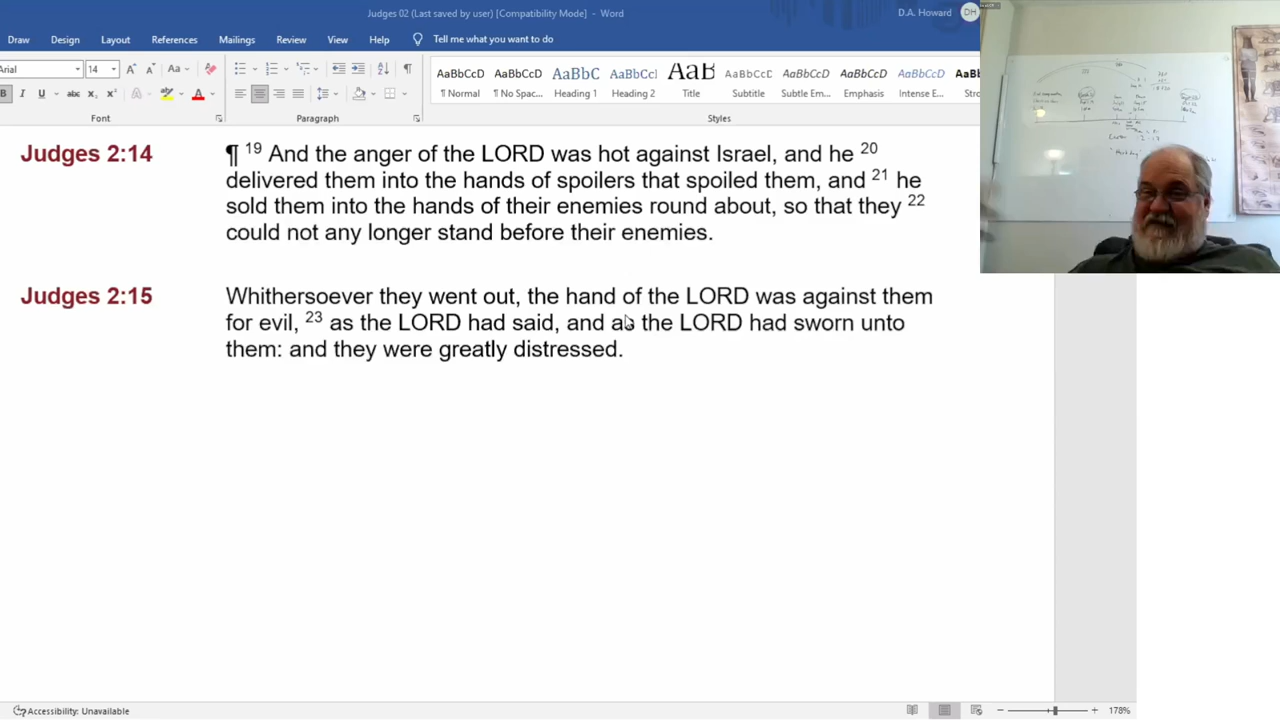 Judges 02 (Last saved by user) [Compatibility Mode] - Word
D.A. Howard
DH
Draw Design Layout References Mailings Review View Help Tell me what you want to do
Arial 14 Aa
AaBbCcD AaBbCcD AaBbC AaBbCcI AaB AaBbCcD AaBbCcD AaBbCcD AaBbCcD AaBb
¶ Normal ¶ No Spac... Heading 1 Heading 2 Title Subtitle Subtle Em... Emphasis Intense E... Stro
Font Paragraph Styles
Judges 2:14 ¶ 19 And the anger of the LORD was hot against Israel, and he 20
delivered them into the hands of spoilers that spoiled them, and 21 he
sold them into the hands of their enemies round about, so that they 22
could not any longer stand before their enemies.
Judges 2:15 Whithersoever they went out, the hand of the LORD was against them
for evil, 23 as the LORD had said, and as the LORD had sworn unto
them: and they were greatly distressed.
Accessibility: Unavailable
178%